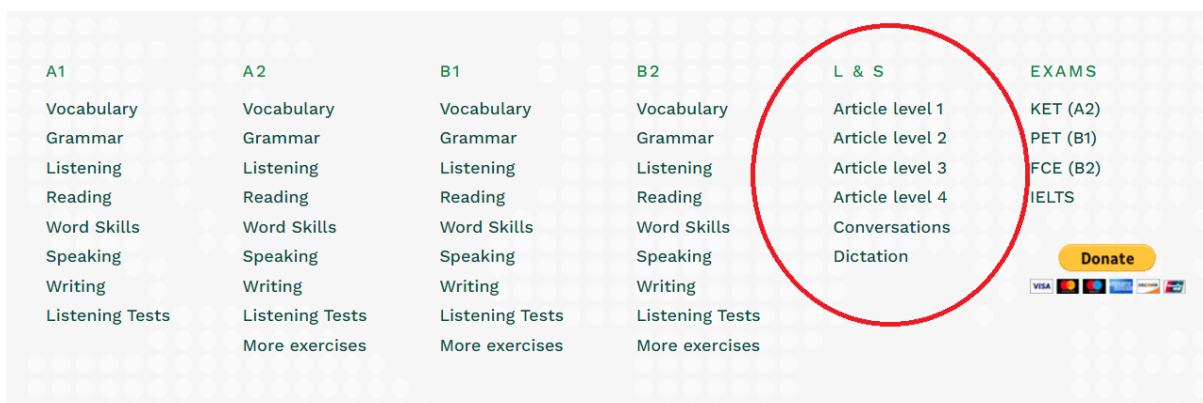 A1
Vocabulary
Grammar
Listening
Reading
Word Skills
Speaking
Writing
Listening Tests
A2
Vocabulary
Grammar
Listening
Reading
Word Skills
Speaking
Writing
Listening Tests
More exercises
B1
Vocabulary
Grammar
Listening
Reading
Word Skills
Speaking
Writing
Listening Tests
More exercises
B2
Vocabulary
Grammar
Listening
Reading
Word Skills
Speaking
Writing
Listening Tests
More exercises
L & S
Article level 1
Article level 2
Article level 3
Article level 4
Conversations
Dictation
EXAMS
KET (A2)
PET (B1)
FCE (B2)
IELTS
Donate
VISA